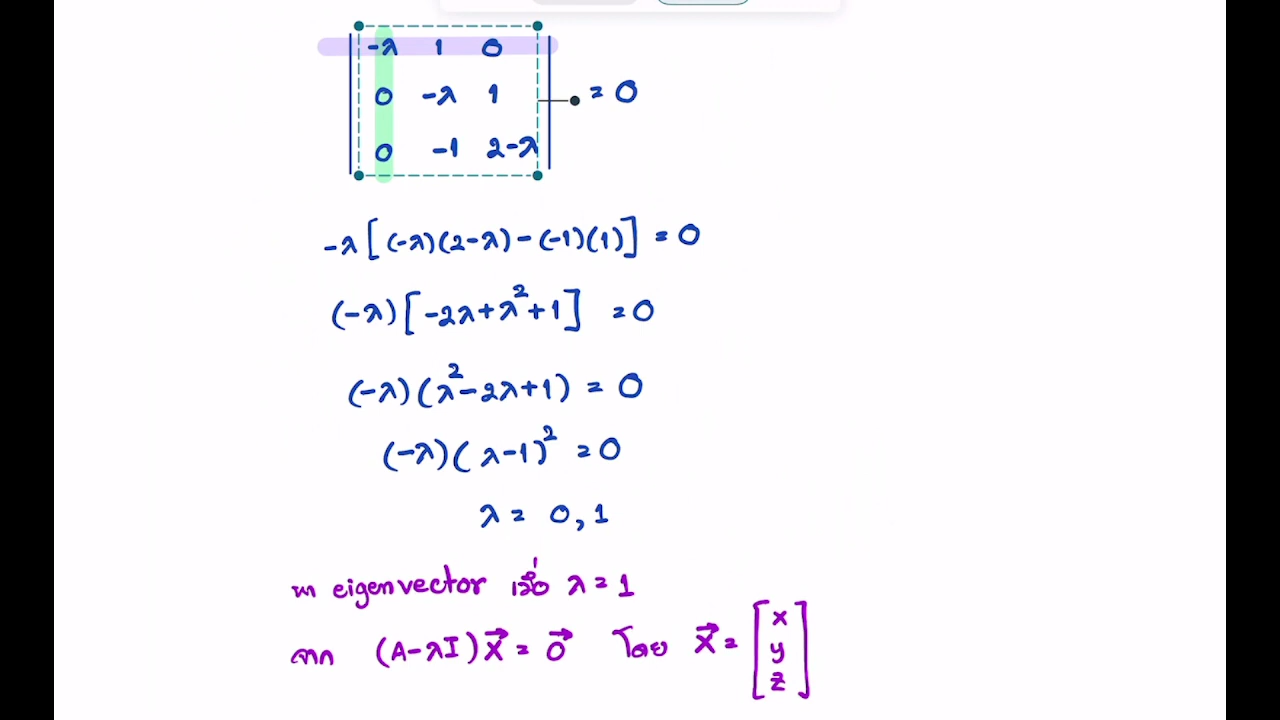 -λ 1 0
0 -λ 1 = 0
0 -1 2-λ
-λ[(-λ)(2-λ)-(-1)(1)] = 0
(-λ)[-2λ+λ²+1] = 0
(-λ)(λ²-2λ+1) = 0
(-λ)(λ-1)² = 0
λ = 0, 1
หา eigenvector เมื่อ λ = 1
จาก (A-λI)X⃗ = 0⃗ โดย X⃗ = [x y z]